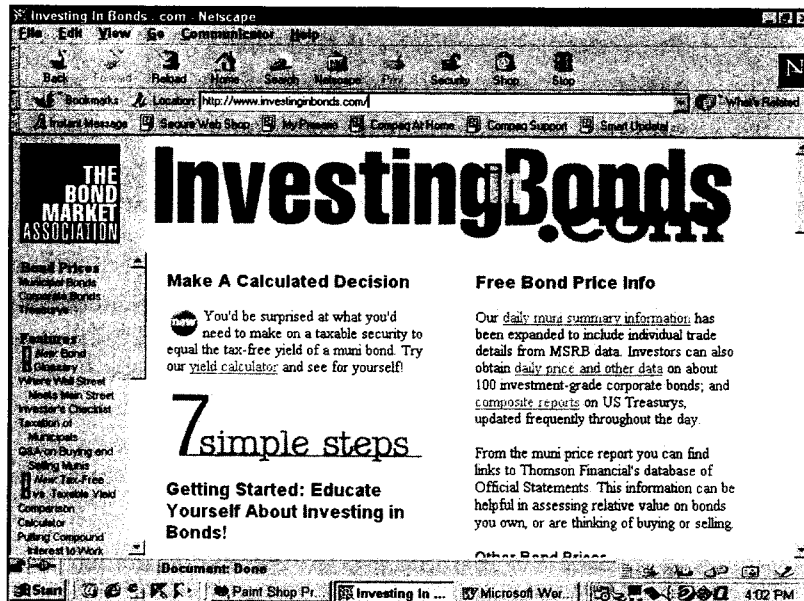 Investing In Bonds . com - Netscape
File Edit View Go Communicator Help
Back Forward Reload Home Search Netscape Print Security Shop Stop
Bookmarks Location: http://www.investinginbonds.com/ What's Related
Instant Message Secure Web Shop My Presario Compaq At Home Compaq Support Smart Update
THE
BOND
MARKET
ASSOCIATION
InvestinginBonds
.com
Bond Prices
Municipal Bonds
Corporate Bonds
Treasurys
Features
New: Bond
Glossary
Where Wall Street
Meets Main Street
Investor's Checklist
Taxation of
Municipals
Q&A on Buying and
Selling Munis
New: Tax-Free
vs. Taxable Yield
Comparison
Calculator
Putting Compound
Interest to Work
Make A Calculated Decision
new You'd be surprised at what you'd
need to make on a taxable security to
equal the tax-free yield of a muni bond. Try
our yield calculator and see for yourself!
7 simple steps
Getting Started: Educate
Yourself About Investing in
Bonds!
Free Bond Price Info
Our daily muni summary information has
been expanded to include individual trade
details from MSRB data. Investors can also
obtain daily price and other data on about
100 investment-grade corporate bonds; and
composite reports on US Treasurys,
updated frequently throughout the day.
From the muni price report you can find
links to Thomson Financial's database of
Official Statements. This information can be
helpful in assessing relative value on bonds
you own, or are thinking of buying or selling.
Other Bond Prices
Document: Done
Start Paint Shop Pr... Investing In ... Microsoft Wor... 4:02 PM